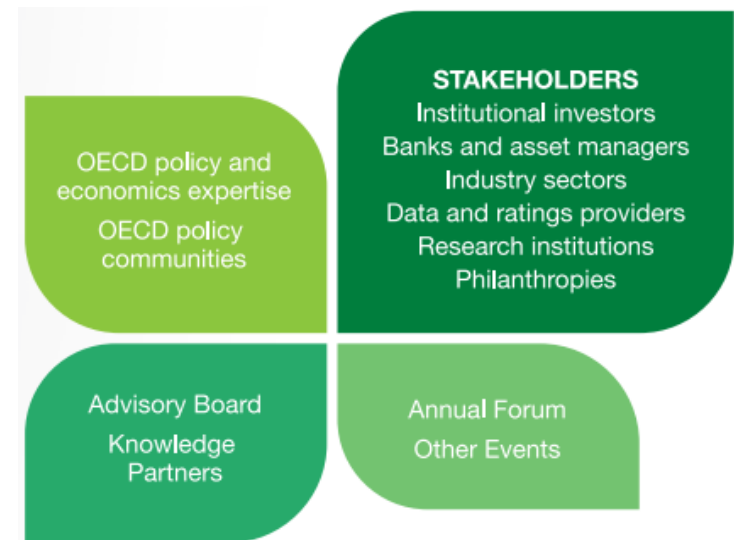 OECD policy and
economics expertise
OECD policy
communities
STAKEHOLDERS
Institutional investors
Banks and asset managers
Industry sectors
Data and ratings providers
Research institutions
Philanthropies
Advisory Board
Knowledge
Partners
Annual Forum
Other Events